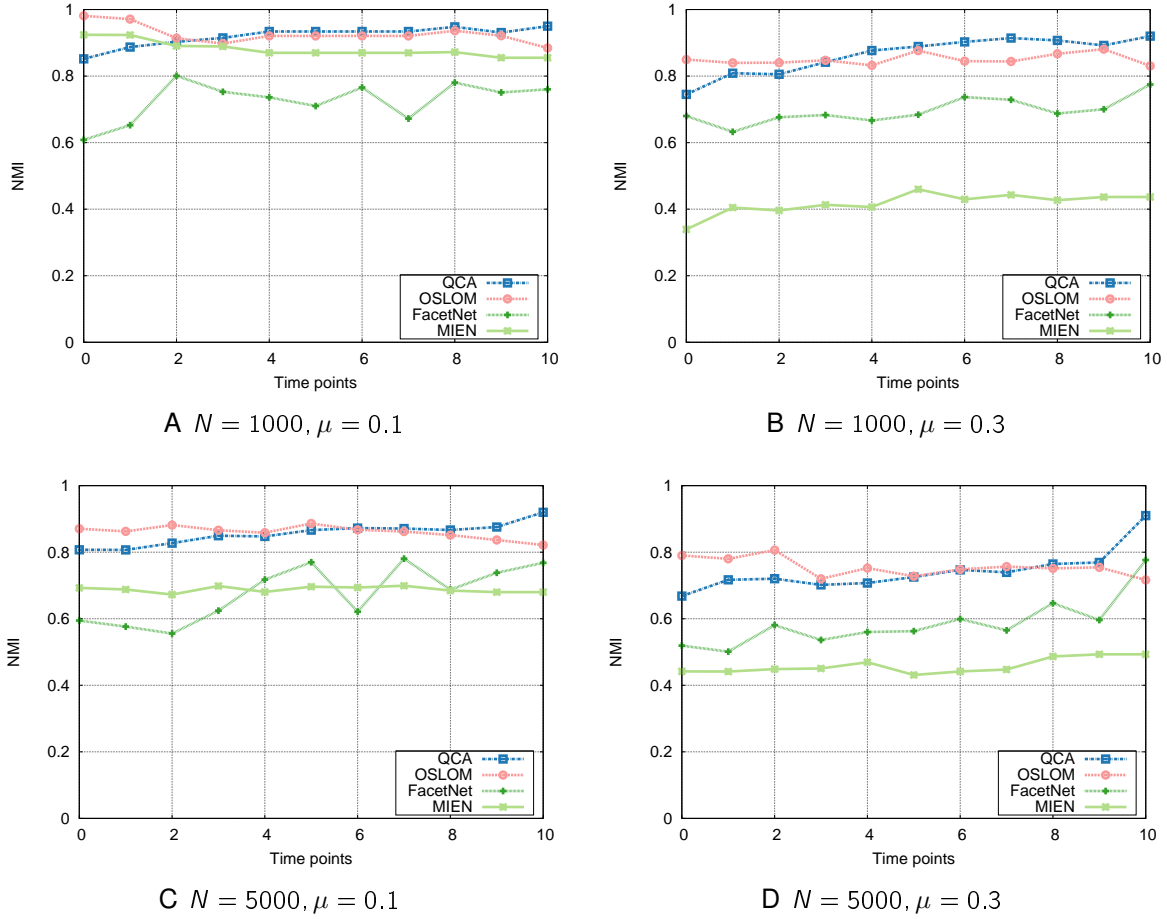 1
0.8
0.6
0.4
0.2
0
NMI
QCA
OSLOM
FacetNet
MIEN
0 2 4 6 8 10
Time points
A N = 1000, μ = 0.1
1
0.8
0.6
0.4
0.2
0
NMI
QCA
OSLOM
FacetNet
MIEN
0 2 4 6 8 10
Time points
B N = 1000, μ = 0.3
1
0.8
0.6
0.4
0.2
0
NMI
QCA
OSLOM
FacetNet
MIEN
0 2 4 6 8 10
Time points
C N = 5000, μ = 0.1
1
0.8
0.6
0.4
0.2
0
NMI
QCA
OSLOM
FacetNet
MIEN
0 2 4 6 8 10
Time points
D N = 5000, μ = 0.3